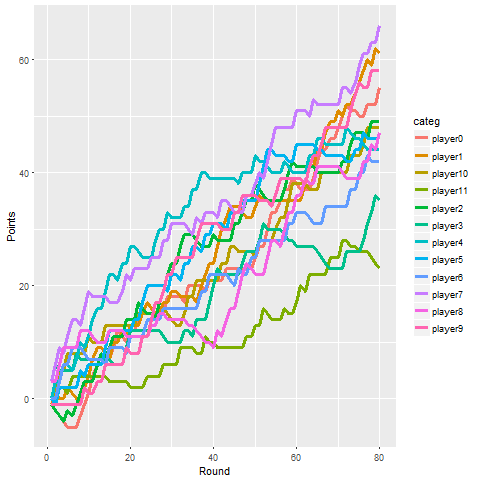 60
40
20
0
Points
0
20
40
60
80
Round
categ
player0
player1
player10
player11
player2
player3
player4
player5
player6
player7
player8
player9